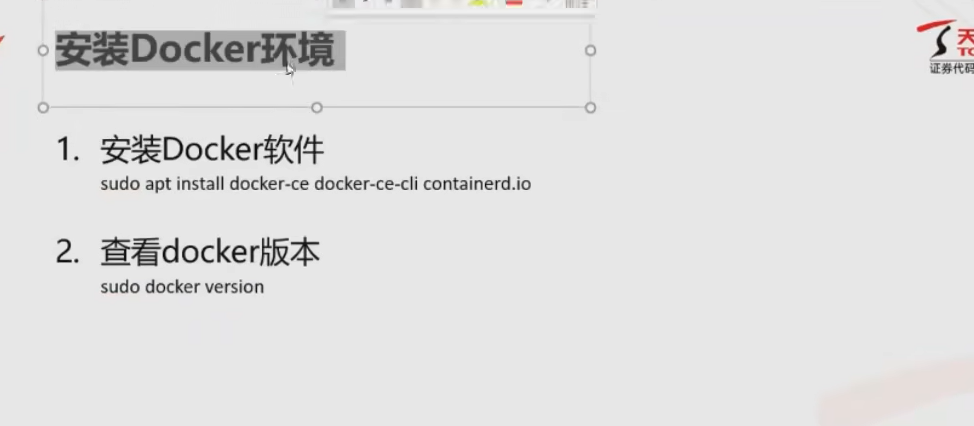 安装Docker环境
天
证券代码
1. 安装Docker软件
sudo apt install docker-ce docker-ce-cli containerd.io
2. 查看docker版本
sudo docker version